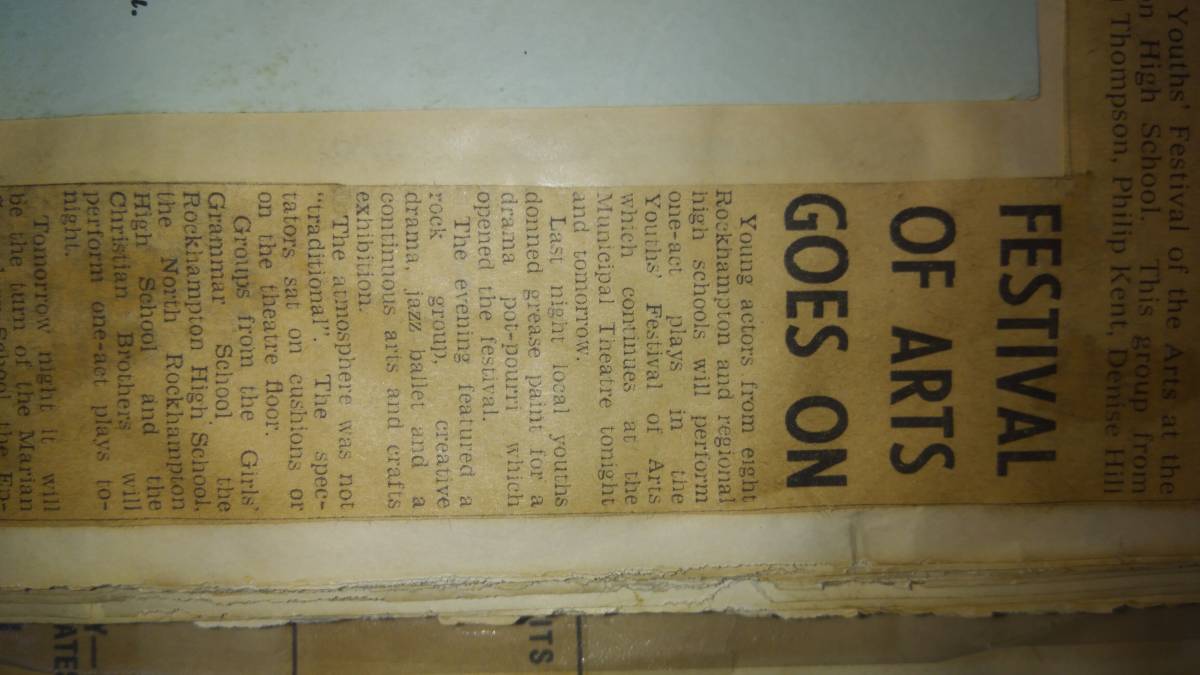 Youths' Festival of the Arts at the
High School. This group from
Thompson, Philip Kent, Denise Hill
FESTIVAL
OF ARTS
GOES ON
Young actors from eight
Rockhampton and regional
high schools will perform
one-act plays in the
Youths' Festival of Arts
which continues at the
Municipal Theatre tonight
and tomorrow.
Last night local youths
donned grease paint for a
drama pot-pourri which
opened the festival.
The evening featured a
rock group, creative
drama, jazz ballet and a
continuous arts and crafts
exhibition.
The atmosphere was not
"traditional". The spec-
tators sat on cushions or
on the theatre floor.
Groups from the Girls'
Grammar School, the
Rockhampton High School,
the North Rockhampton
High School and the
Christian Brothers will
perform one-act plays to-
night.
Tomorrow night it will
be the turn of the Marian
School, the Em-
ITS
Y—
ATES